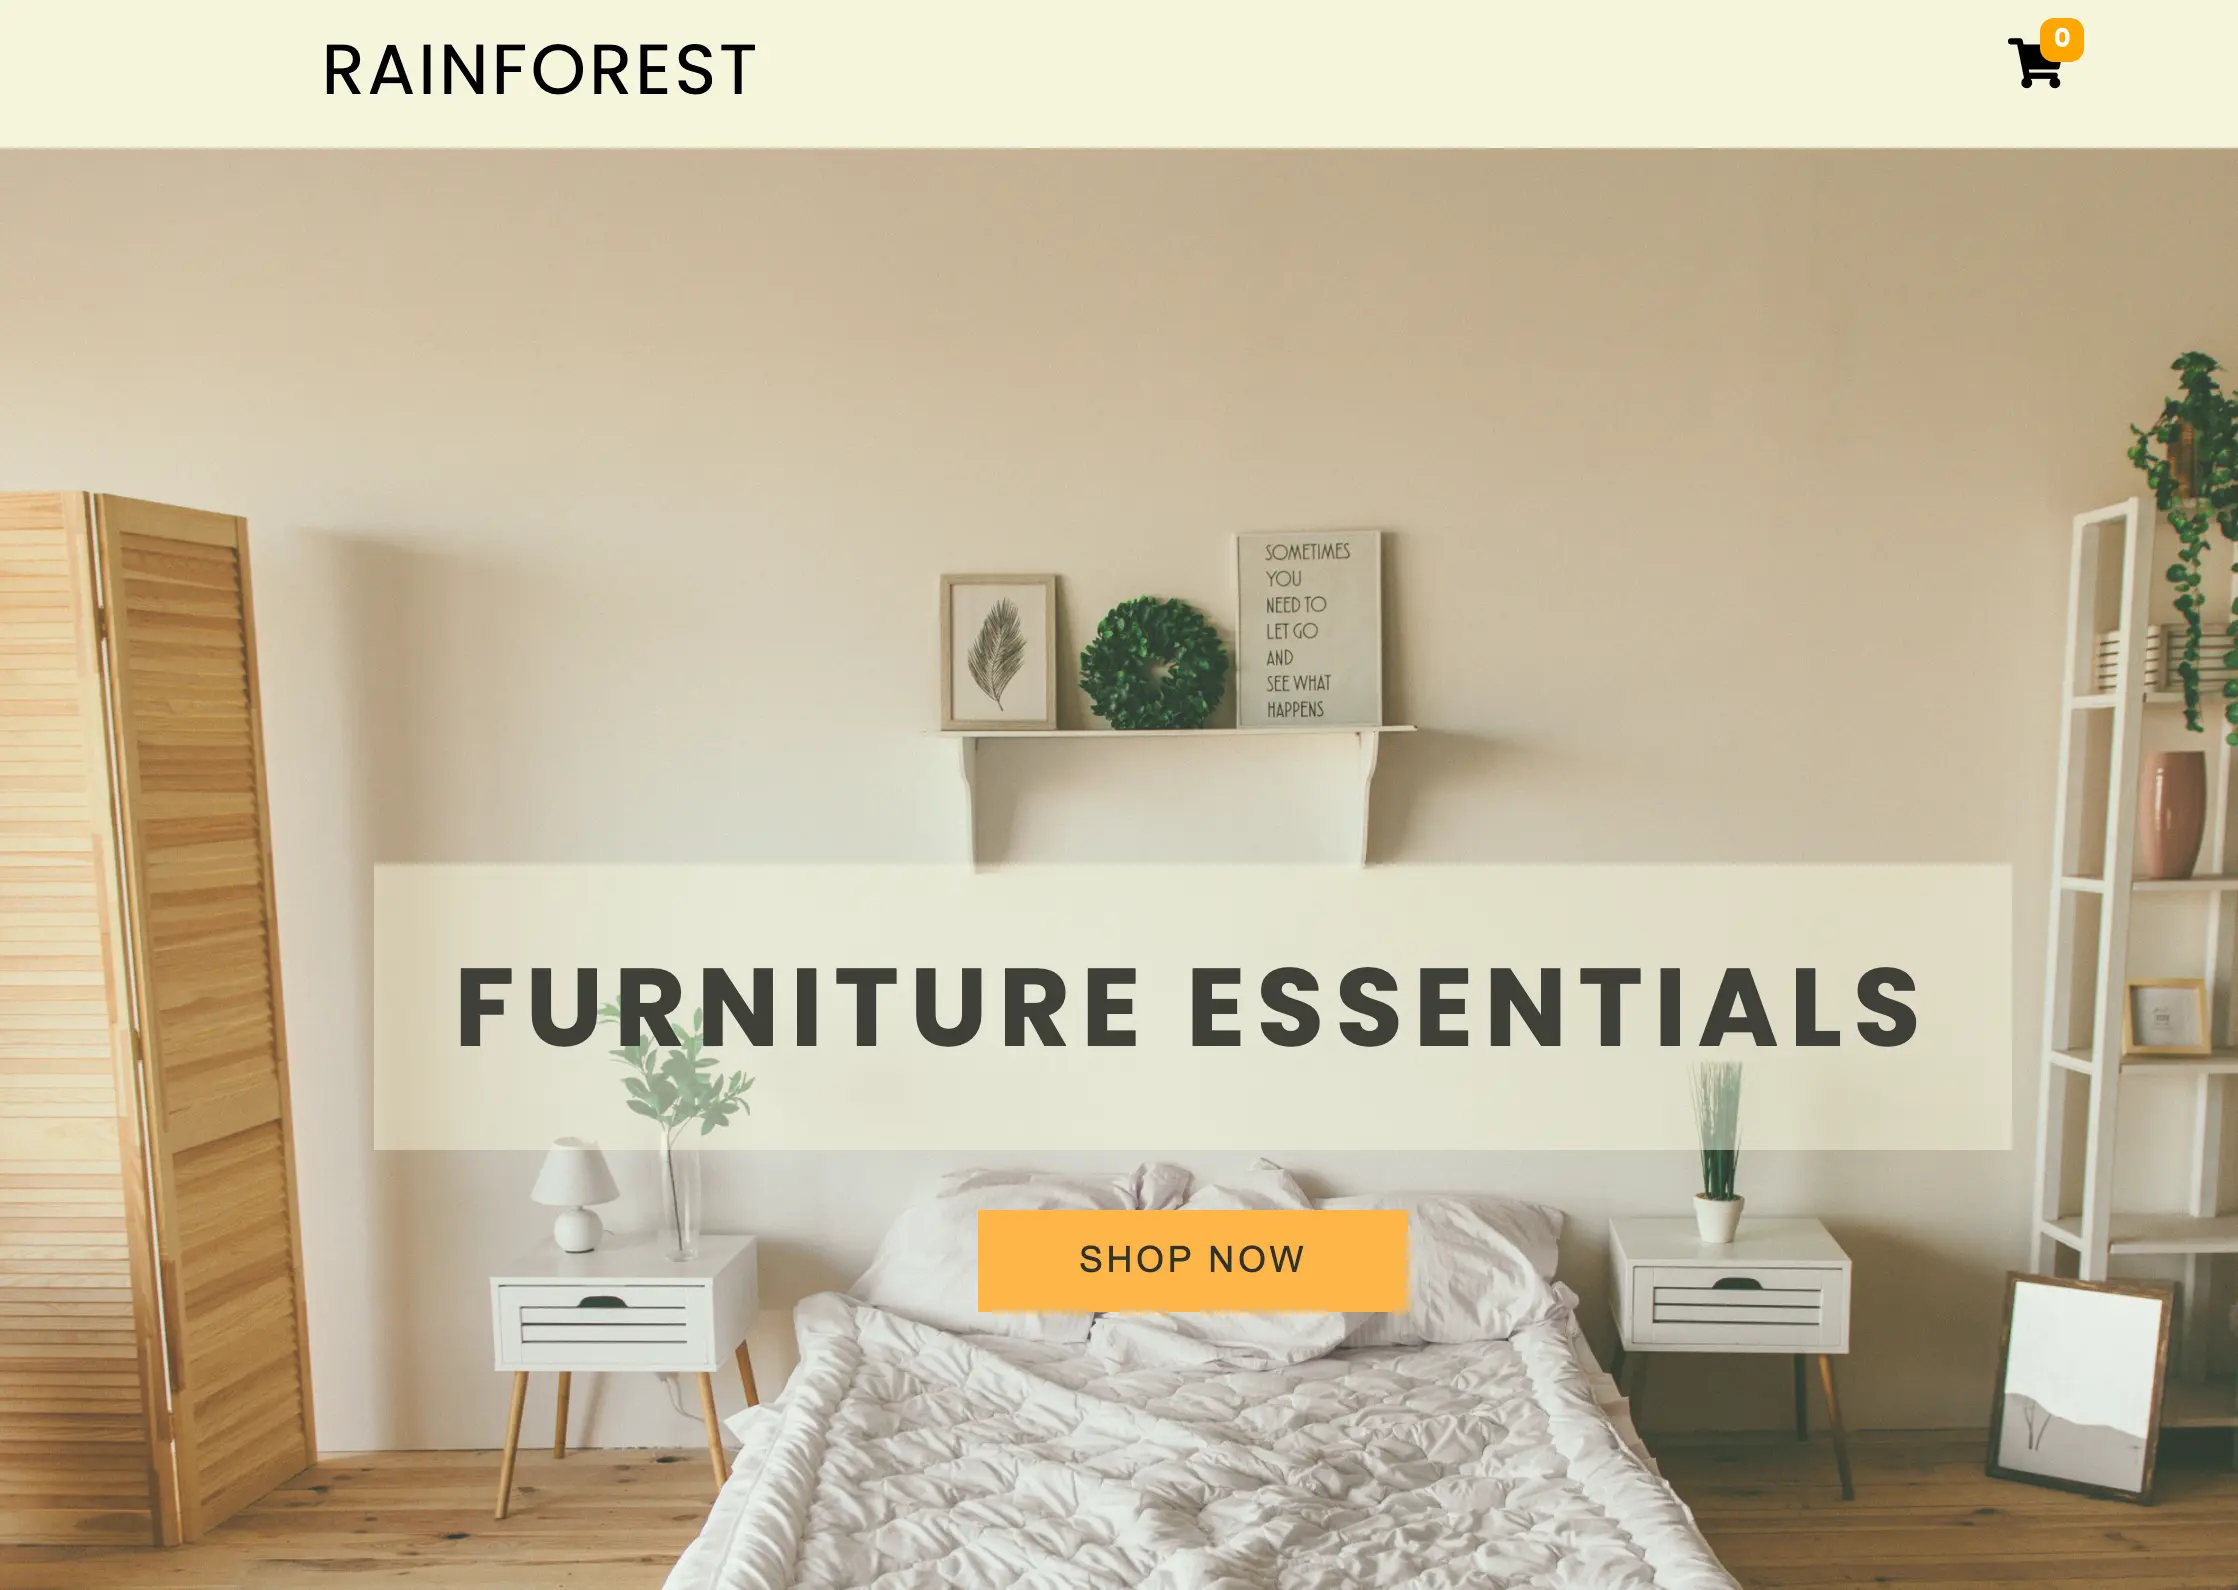 RAINFOREST
0
SOMETIMES
YOU
NEED TO
LET GO
AND
SEE WHAT
HAPPENS
FURNITURE ESSENTIALS
SHOP NOW